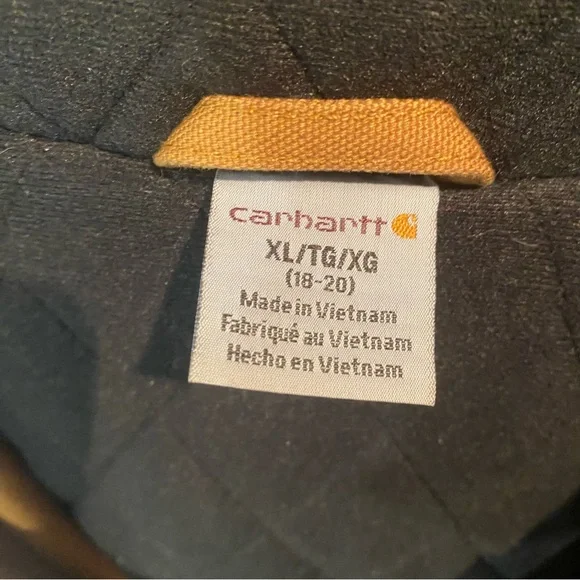 carhartt
XL/TG/XG
(18-20)
Made in Vietnam
Fabriqué au Vietnam
Hecho en Vietnam